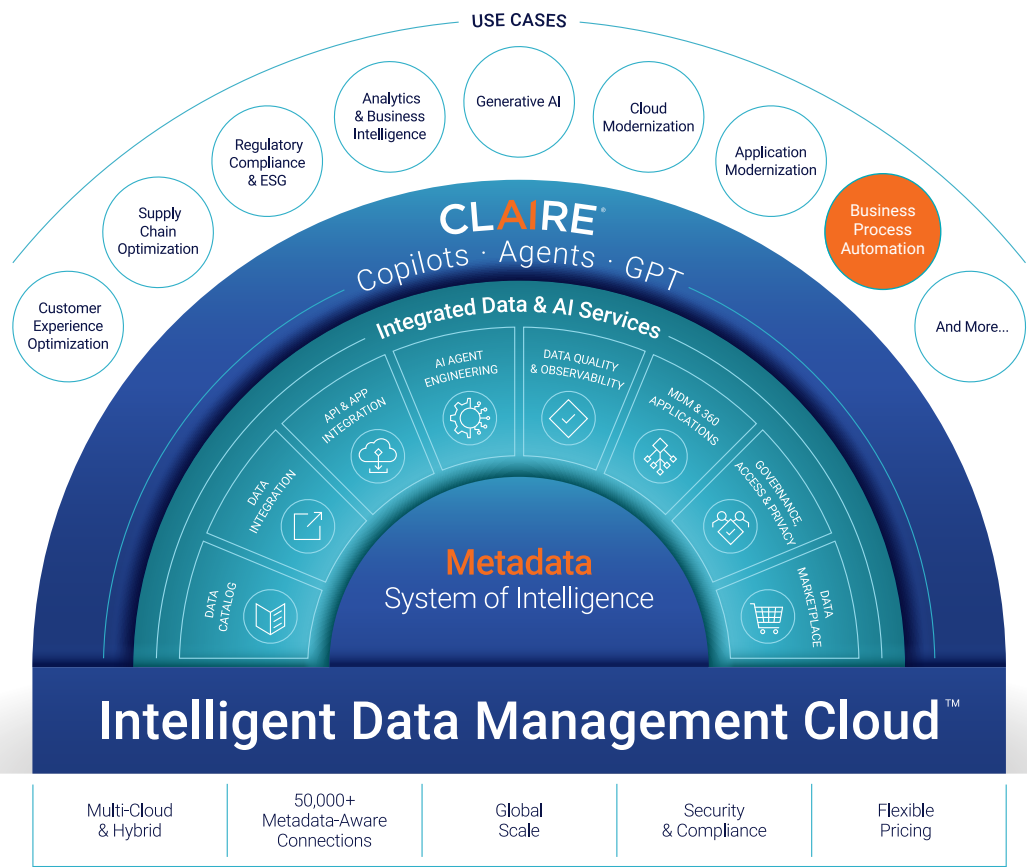 USE CASES
Customer
Experience
Optimization
Supply
Chain
Optimization
Regulatory
Compliance
& ESG
Analytics
& Business
Intelligence
Generative AI
Cloud
Modernization
Application
Modernization
Business
Process
Automation
And More...
CLAIRE®
Copilots · Agents · GPT
Integrated Data & AI Services
DATA
CATALOG
DATA
INTEGRATION
API & APP
INTEGRATION
AI AGENT
ENGINEERING
DATA QUALITY
& OBSERVABILITY
MDM & 360
APPLICATIONS
GOVERNANCE,
ACCESS & PRIVACY
DATA
MARKETPLACE
Metadata
System of Intelligence
Intelligent Data Management Cloud™
Multi-Cloud
& Hybrid
50,000+
Metadata-Aware
Connections
Global
Scale
Security
& Compliance
Flexible
Pricing